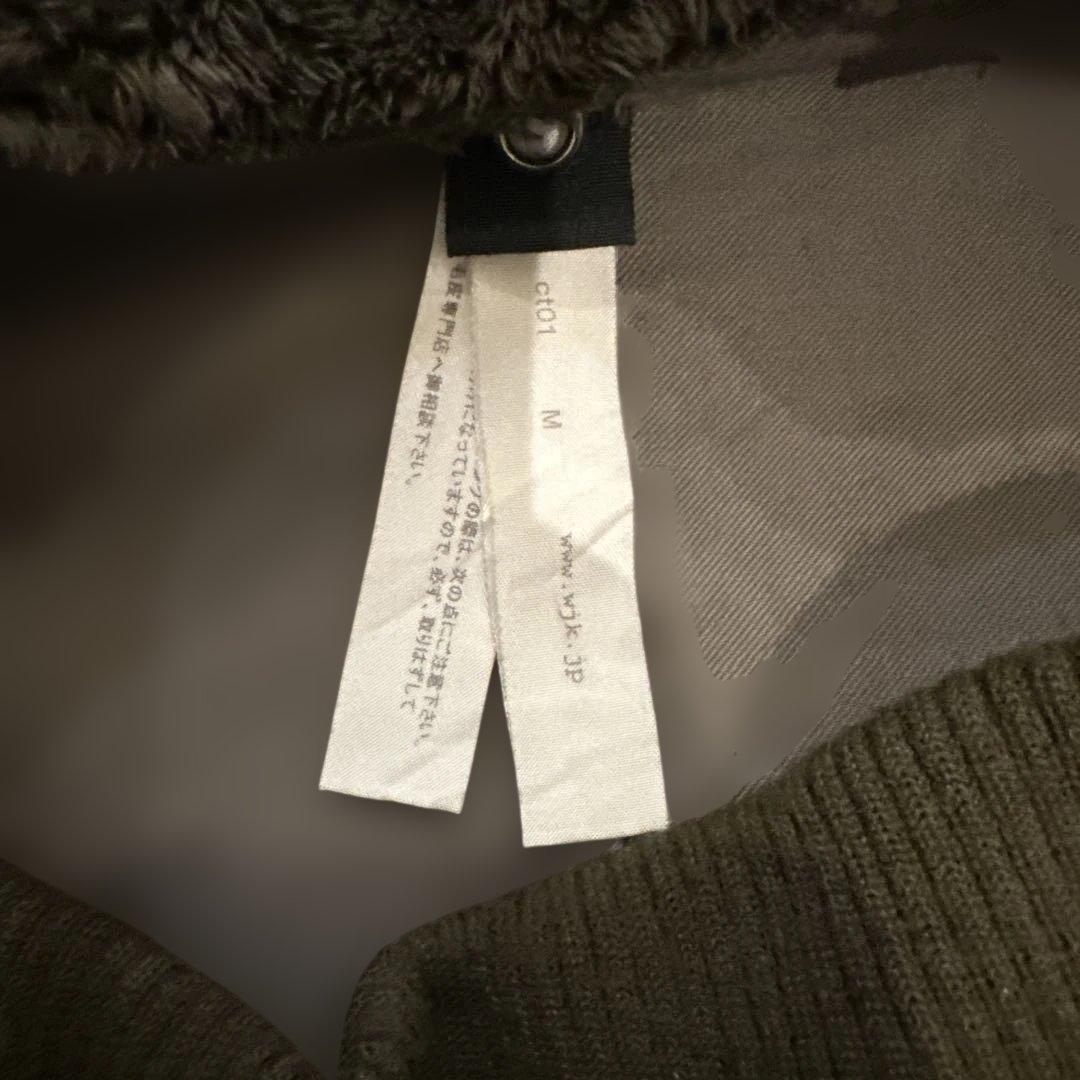 ct01 M www.wjk.jp
の際は、次の点にご注意下さい。
になっていますので、必ず、取りはずして
専門店へ御相談下さい。